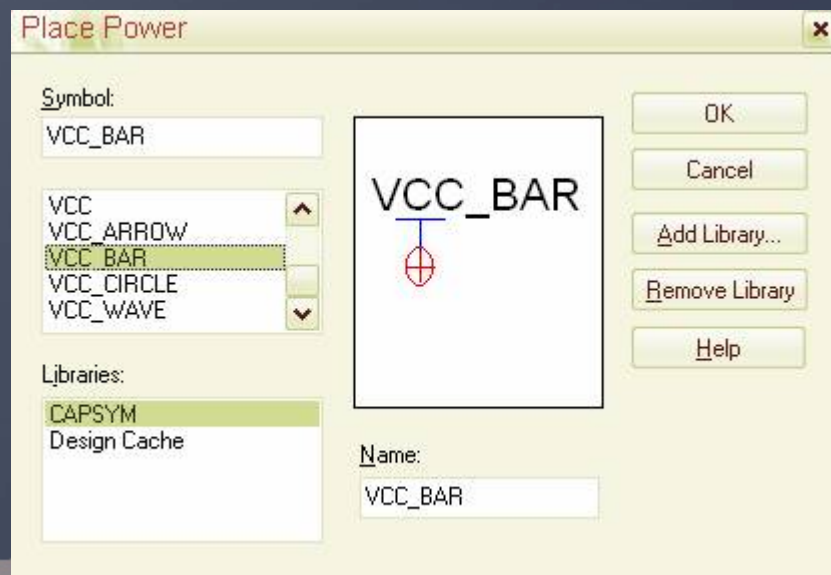 Place Power
Symbol:
VCC_BAR
VCC
VCC_ARROW
VCC_BAR
VCC_CIRCLE
VCC_WAVE
Libraries:
CAPSYM
Design Cache
VCC_BAR
Name:
VCC_BAR
OK
Cancel
Add Library...
Remove Library
Help